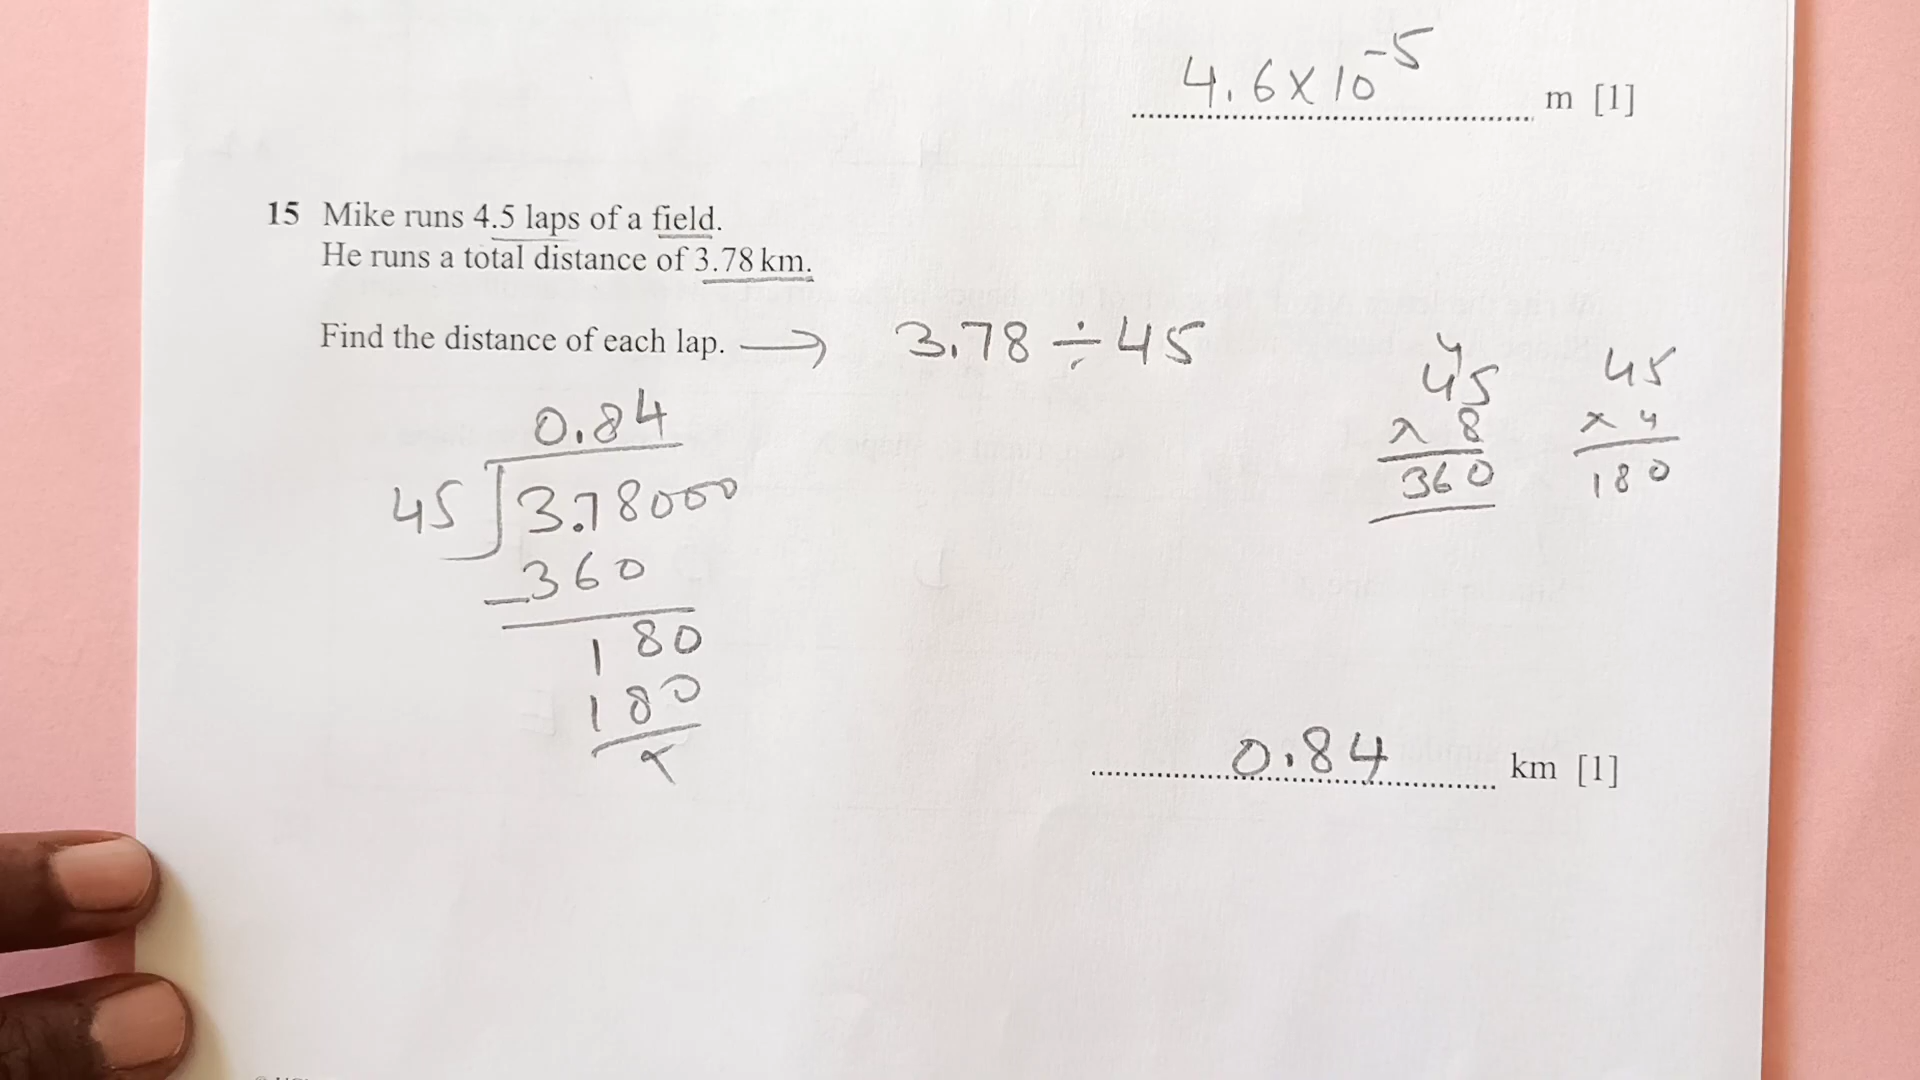 4.6×10⁻⁵ m [1]
15 Mike runs 4.5 laps of a field.
He runs a total distance of 3.78 km.
Find the distance of each lap. → 3.78 ÷ 45
0.84
45 3.78000
- 360
180
180
×
4
45
× 8
360
45
× 4
180
0.84 km [1]